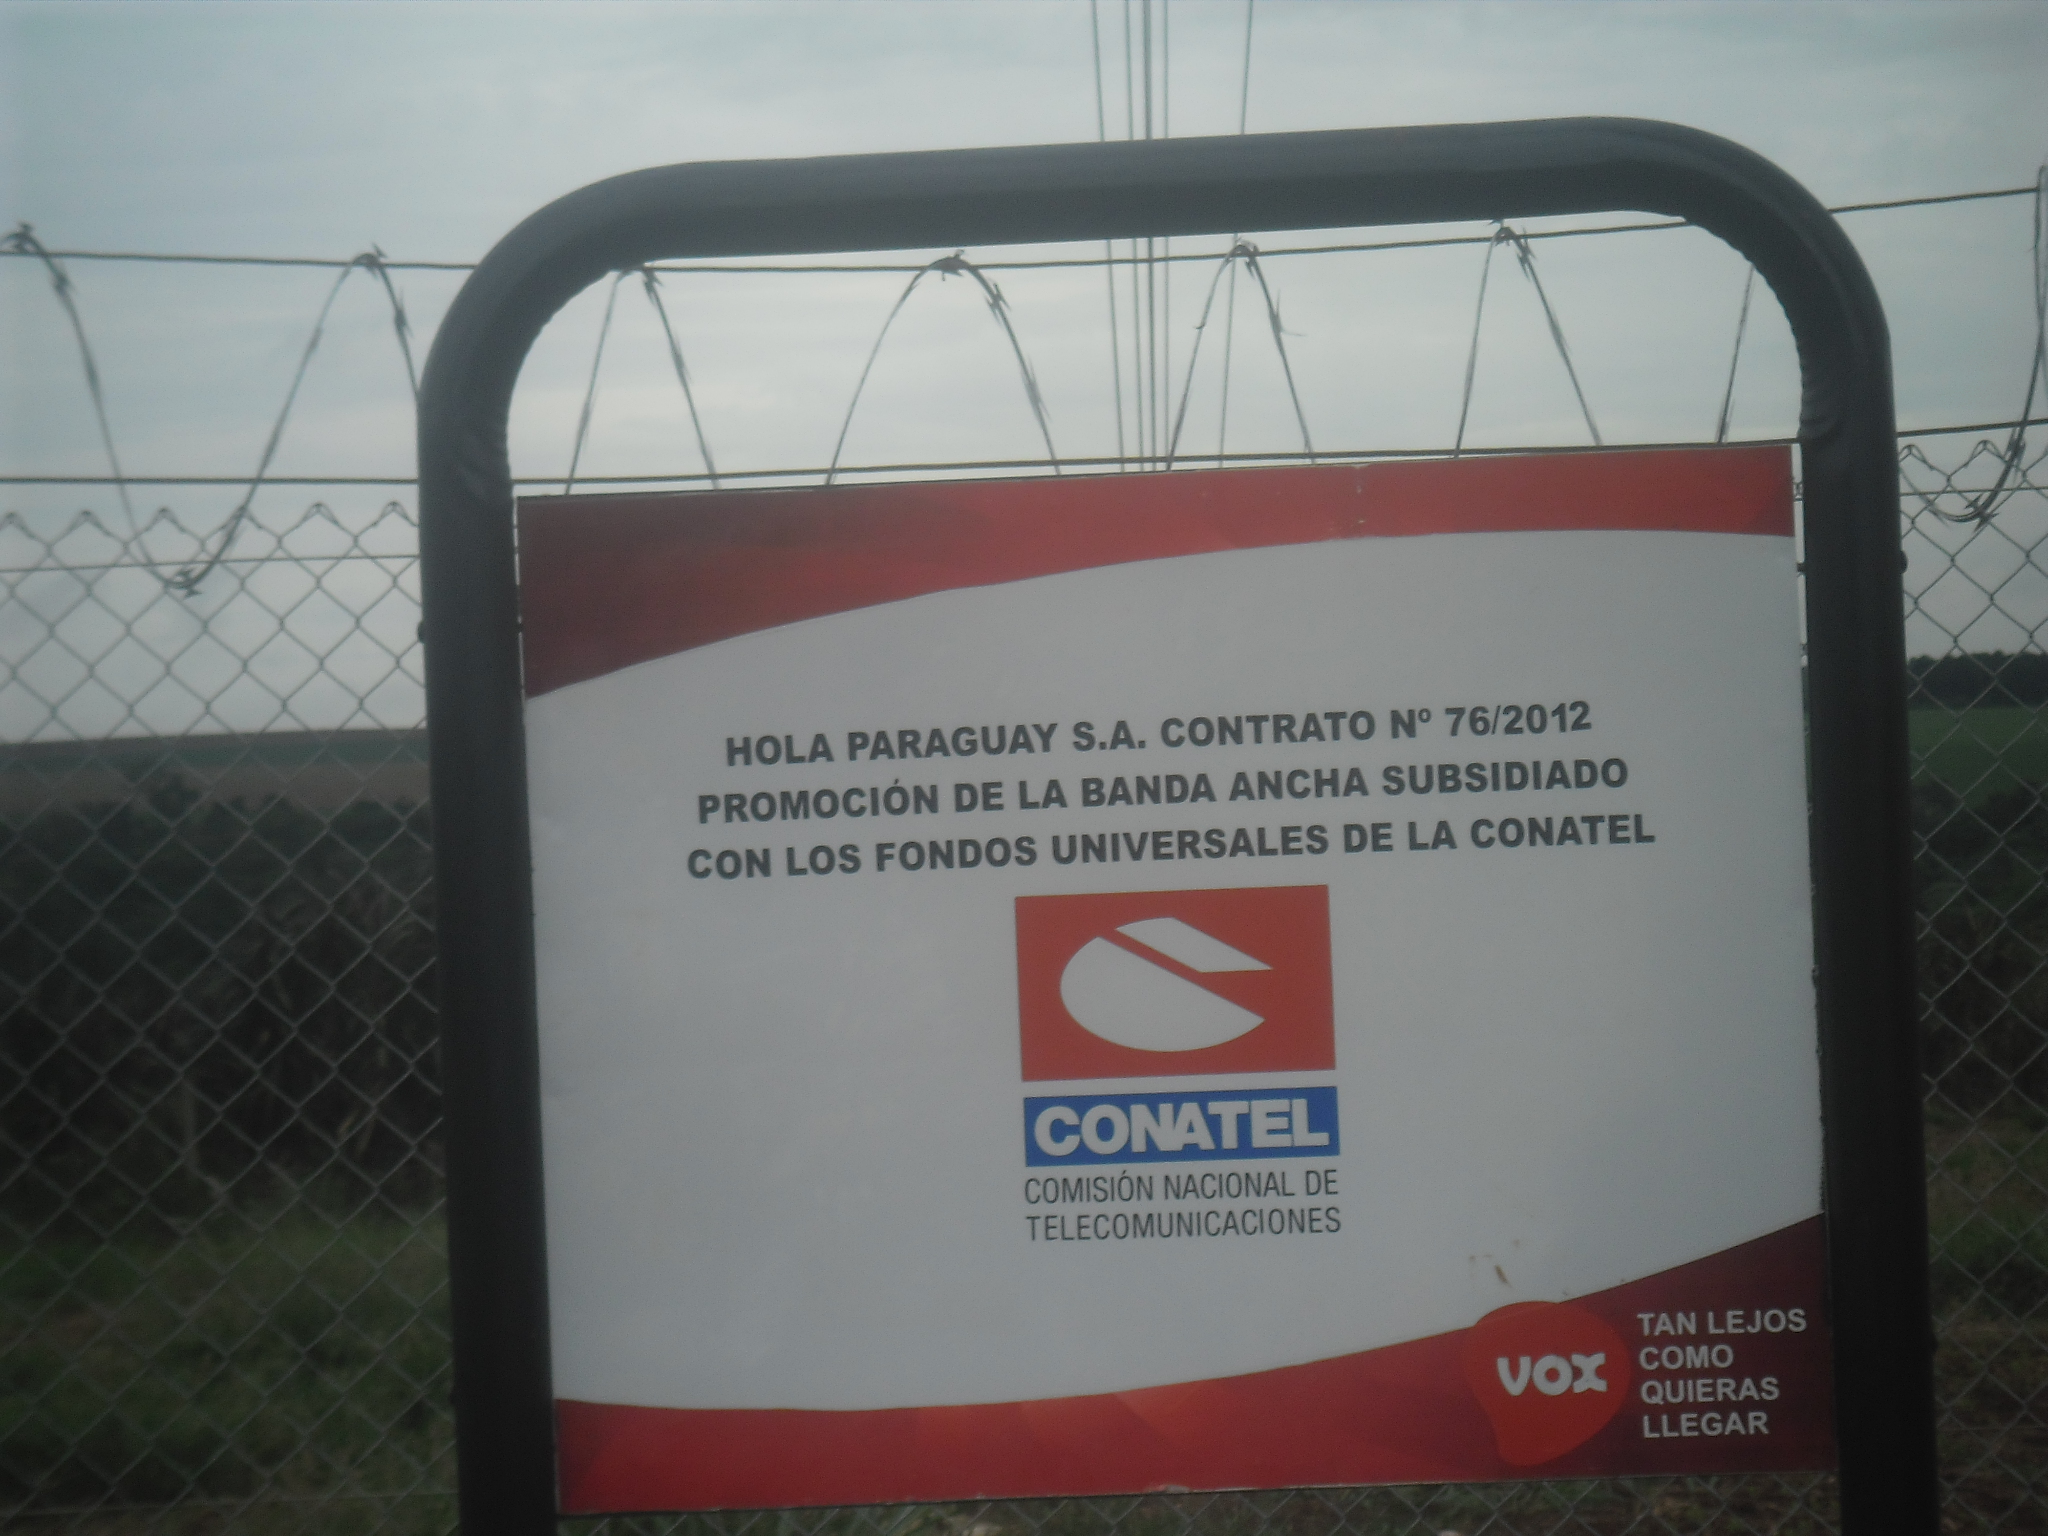 HOLA PARAGUAY S.A. CONTRATO Nº 76/2012
PROMOCIÓN DE LA BANDA ANCHA SUBSIDIADO
CON LOS FONDOS UNIVERSALES DE LA CONATEL
CONATEL
COMISIÓN NACIONAL DE
TELECOMUNICACIONES
VOX
TAN LEJOS
COMO
QUIERAS
LLEGAR